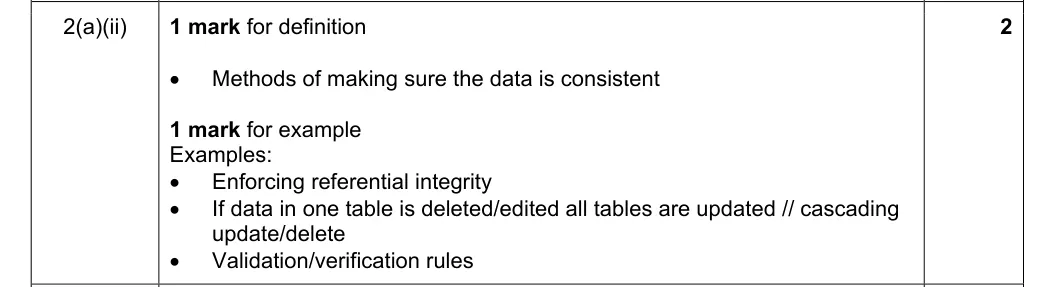 2(a)(ii)
1 mark for definition
2
• Methods of making sure the data is consistent
1 mark for example
Examples:
• Enforcing referential integrity
• If data in one table is deleted/edited all tables are updated // cascading
update/delete
• Validation/verification rules